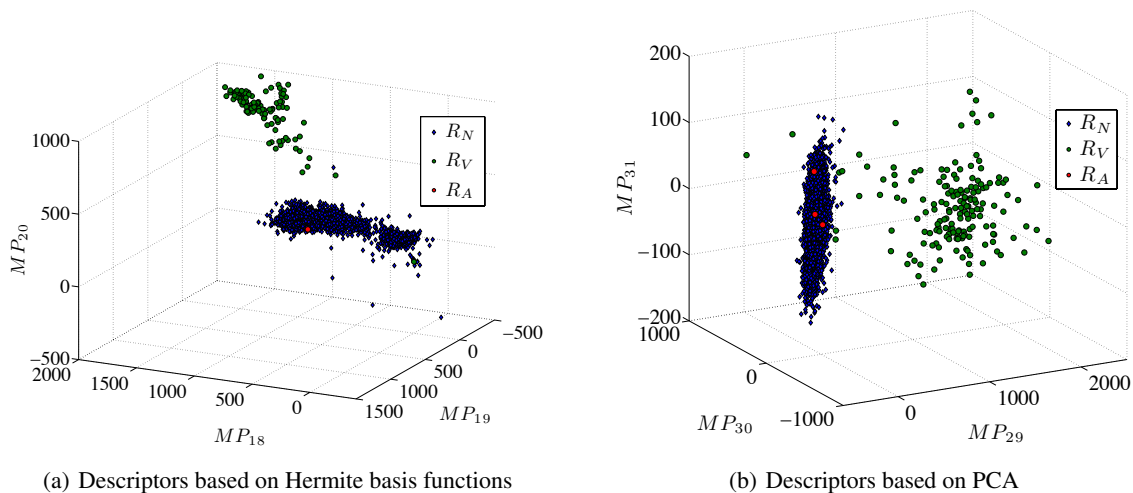 1000
500
0
−500
MP20
2000
1500
1000
500
0
MP18
1500
1000
500
0
−500
MP19
RN
RV
RA
(a) Descriptors based on Hermite basis functions
200
100
0
−100
−200
MP31
1000
0
−1000
MP30
0
1000
2000
MP29
RN
RV
RA
(b) Descriptors based on PCA